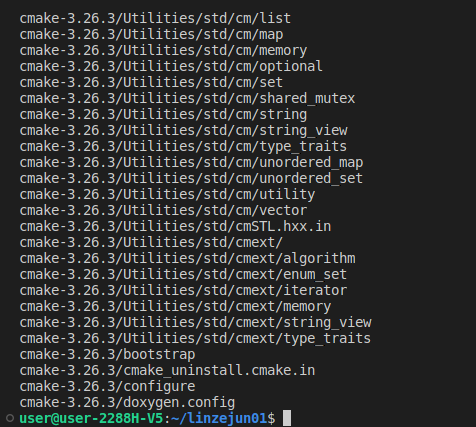 cmake-3.26.3/Utilities/std/cm/list
cmake-3.26.3/Utilities/std/cm/map
cmake-3.26.3/Utilities/std/cm/memory
cmake-3.26.3/Utilities/std/cm/optional
cmake-3.26.3/Utilities/std/cm/set
cmake-3.26.3/Utilities/std/cm/shared_mutex
cmake-3.26.3/Utilities/std/cm/string
cmake-3.26.3/Utilities/std/cm/string_view
cmake-3.26.3/Utilities/std/cm/type_traits
cmake-3.26.3/Utilities/std/cm/unordered_map
cmake-3.26.3/Utilities/std/cm/unordered_set
cmake-3.26.3/Utilities/std/cm/utility
cmake-3.26.3/Utilities/std/cm/vector
cmake-3.26.3/Utilities/std/cmSTL.hxx.in
cmake-3.26.3/Utilities/std/cmext/
cmake-3.26.3/Utilities/std/cmext/algorithm
cmake-3.26.3/Utilities/std/cmext/enum_set
cmake-3.26.3/Utilities/std/cmext/iterator
cmake-3.26.3/Utilities/std/cmext/memory
cmake-3.26.3/Utilities/std/cmext/string_view
cmake-3.26.3/Utilities/std/cmext/type_traits
cmake-3.26.3/bootstrap
cmake-3.26.3/cmake_uninstall.cmake.in
cmake-3.26.3/configure
cmake-3.26.3/doxygen.config
user@user-2288H-V5:~/linzejun01$